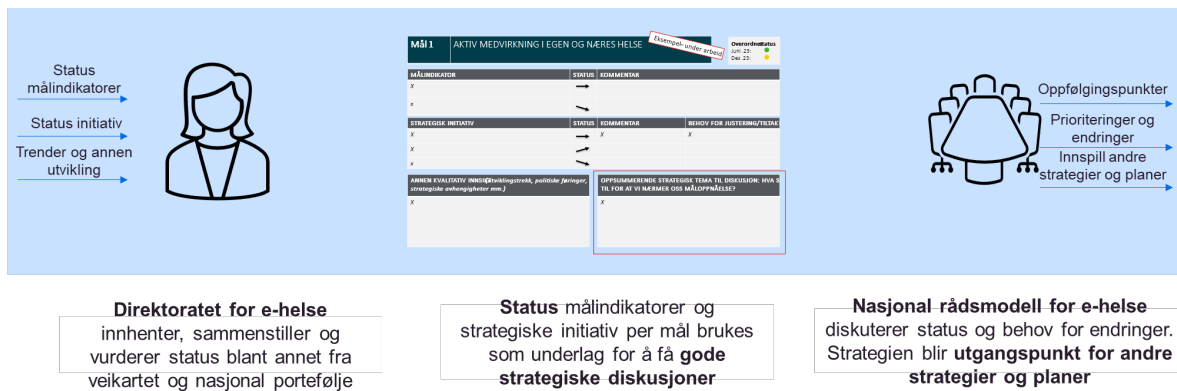 Status
målindikatorer
Status initiativ
Trender og annen
utvikling
Mål 1 AKTIV MEDVIRKNING I EGEN OG NÆRES HELSE
Eksempel- under arbeid
Overordnet status
Juni .23:
Des .23:
MÅLINDIKATOR STATUS KOMMENTAR
X
x
STRATEGISK INITIATIV STATUS KOMMENTAR BEHOV FOR JUSTERING/TILTAK
X X X
X
x
ANNEN KVALITATIV INNSIKT (Utviklingstrekk, politiske føringer,
strategiske avhengigheter mm.)
X
OPPSUMMERENDE STRATEGISK TEMA TIL DISKUSJON: HVA S
TIL FOR AT VI NÆRMER OSS MÅLOPPNÅELSE?
X
Oppfølgingspunkter
Prioriteringer og
endringer
Innspill andre
strategier og planer
Direktoratet for e-helse
innhenter, sammenstiller og
vurderer status blant annet fra
veikartet og nasjonal portefølje
Status målindikatorer og
strategiske initiativ per mål brukes
som underlag for å få gode
strategiske diskusjoner
Nasjonal rådsmodell for e-helse
diskuterer status og behov for endringer.
Strategien blir utgangspunkt for andre
strategier og planer